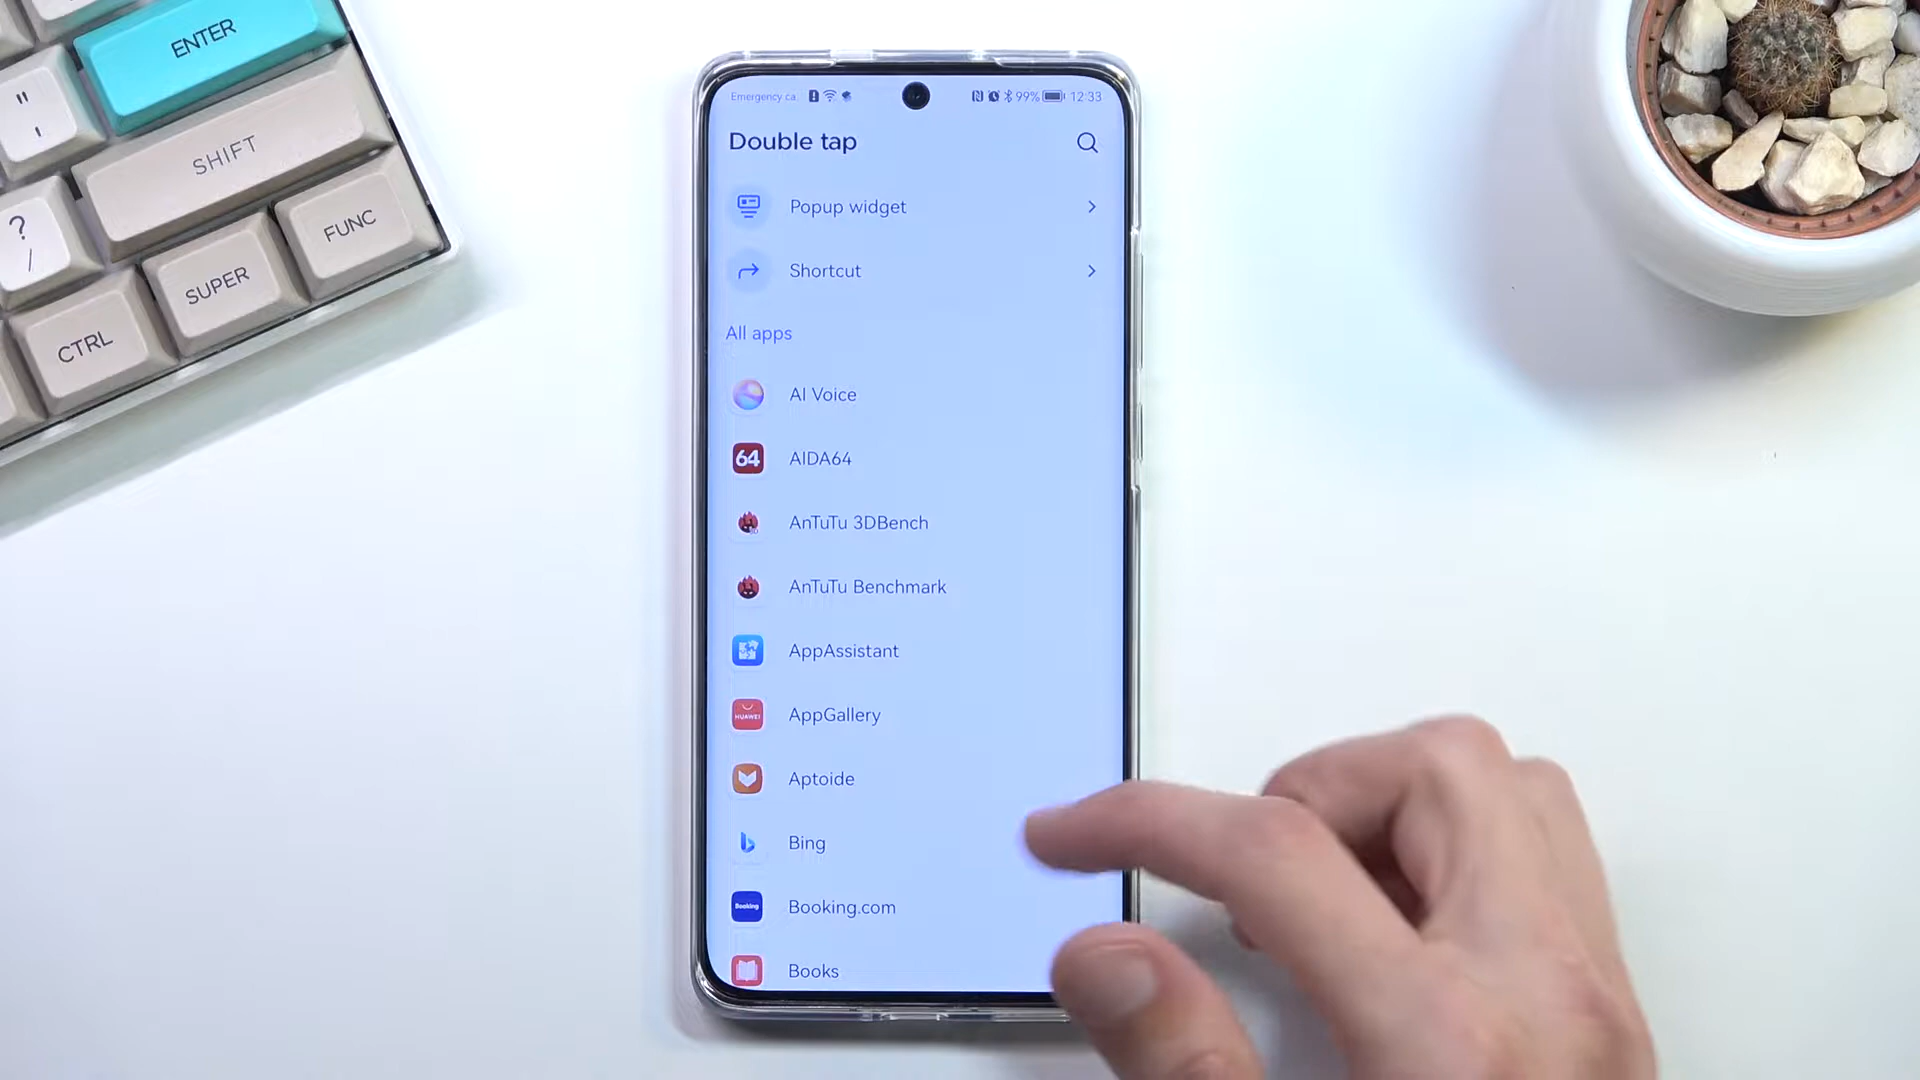 ENTER
"
'
SHIFT
?
/
FUNC
SUPER
CTRL
Emergency ca. 99% 12:33
Double tap
Popup widget
Shortcut
All apps
AI Voice
64 AIDA64
AnTuTu 3DBench
AnTuTu Benchmark
AppAssistant
HUAWEI AppGallery
Aptoide
Bing
Booking Booking.com
Books